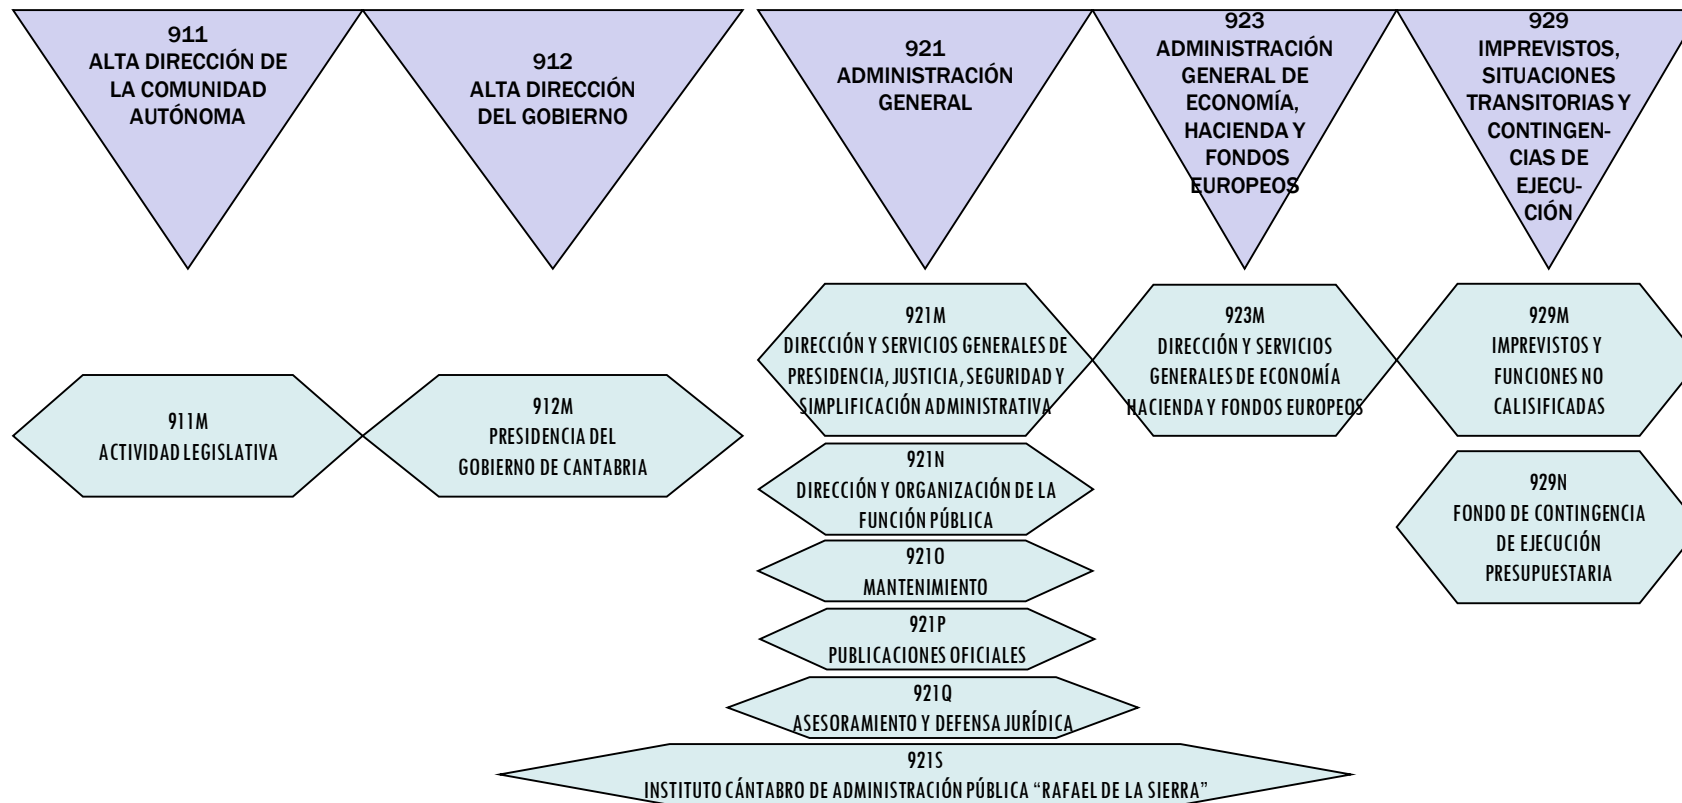 911
ALTA DIRECCIÓN DE
LA COMUNIDAD
AUTÓNOMA
912
ALTA DIRECCIÓN
DEL GOBIERNO
921
ADMINISTRACIÓN
GENERAL
923
ADMINISTRACIÓN
GENERAL DE
ECONOMÍA,
HACIENDA Y
FONDOS
EUROPEOS
929
IMPREVISTOS,
SITUACIONES
TRANSITORIAS Y
CONTINGEN-
CIAS DE
EJECU-
CIÓN
911M
ACTIVIDAD LEGISLATIVA
912M
PRESIDENCIA DEL
GOBIERNO DE CANTABRIA
921M
DIRECCIÓN Y SERVICIOS GENERALES DE
PRESIDENCIA, JUSTICIA, SEGURIDAD Y
SIMPLIFICACIÓN ADMINISTRATIVA
921N
DIRECCIÓN Y ORGANIZACIÓN DE LA
FUNCIÓN PÚBLICA
921O
MANTENIMIENTO
921P
PUBLICACIONES OFICIALES
921Q
ASESORAMIENTO Y DEFENSA JURÍDICA
921S
INSTITUTO CÁNTABRO DE ADMINISTRACIÓN PÚBLICA “RAFAEL DE LA SIERRA”
923M
DIRECCIÓN Y SERVICIOS
GENERALES DE ECONOMÍA
HACIENDA Y FONDOS EUROPEOS
929M
IMPREVISTOS Y
FUNCIONES NO
CALISIFICADAS
929N
FONDO DE CONTINGENCIA
DE EJECUCIÓN
PRESUPUESTARIA